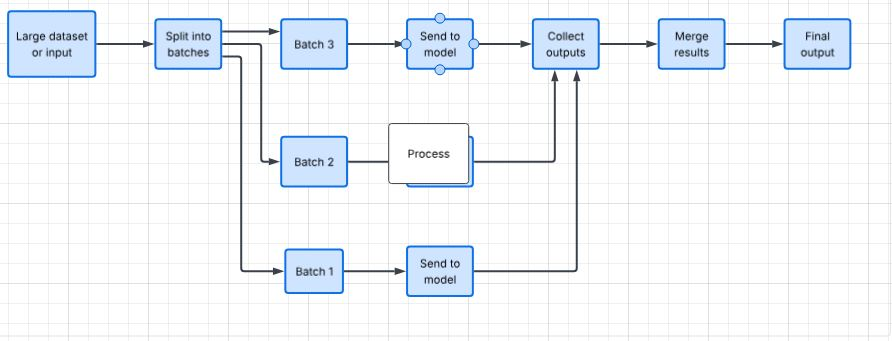 Large dataset
or input
Split into
batches
Batch 3
Send to
model
Collect
outputs
Merge
results
Final
output
Batch 2
Process
Batch 1
Send to
model